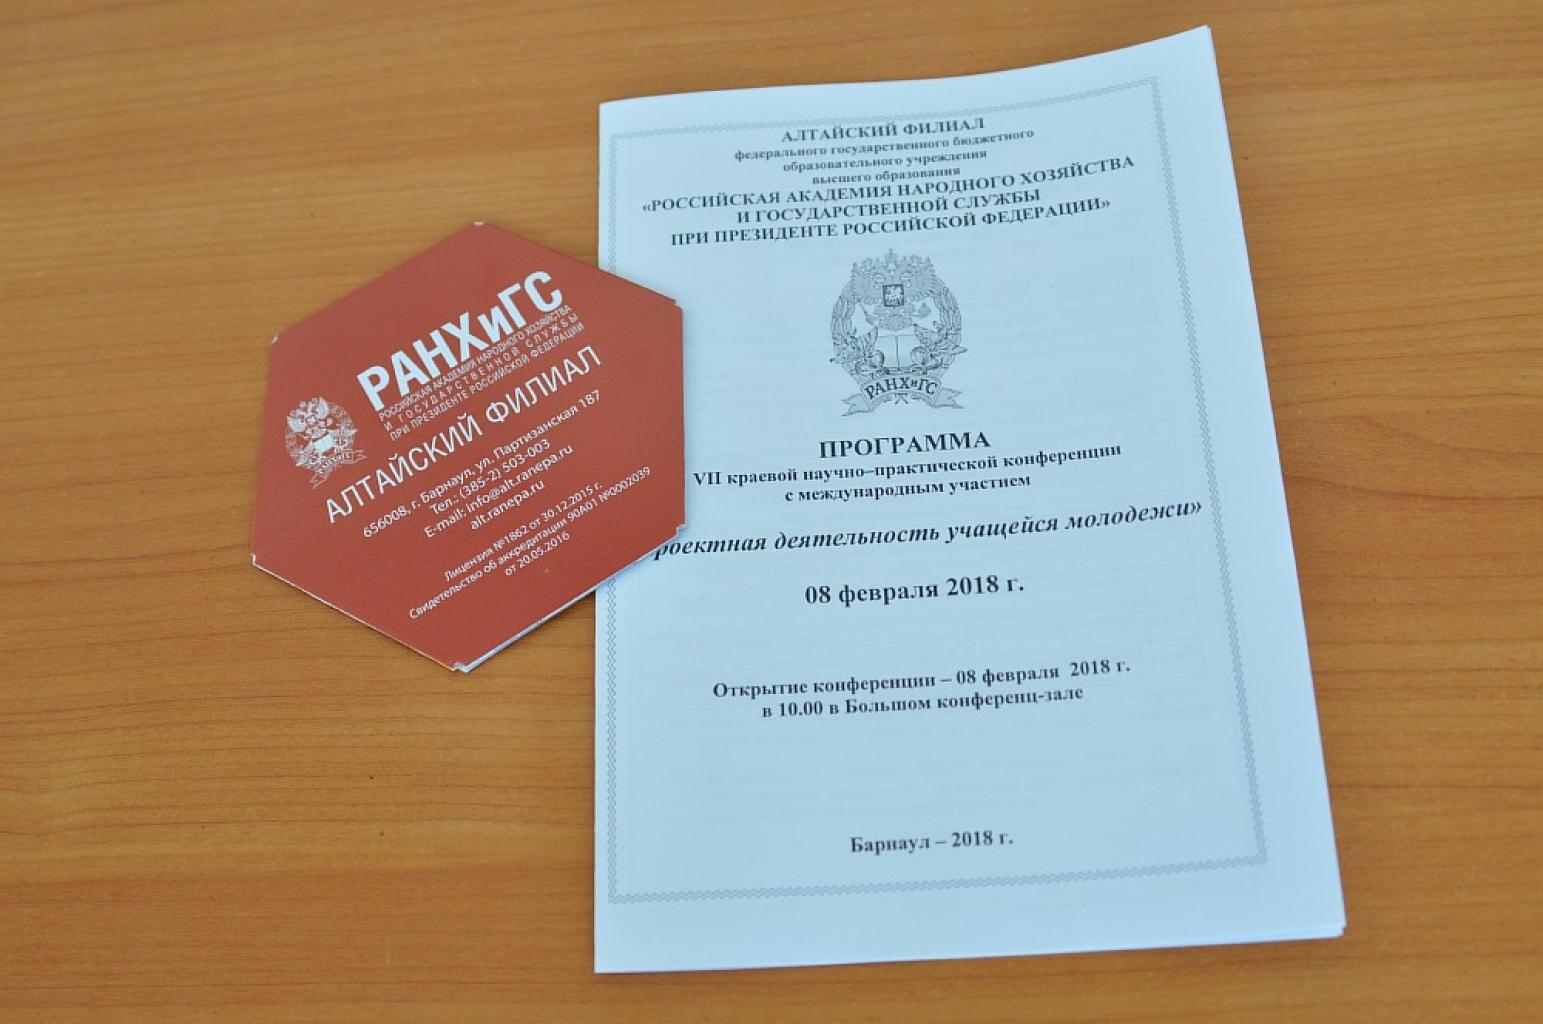 РАНХиГС
РОССИЙСКАЯ АКАДЕМИЯ НАРОДНОГО ХОЗЯЙСТВА
И ГОСУДАРСТВЕННОЙ СЛУЖБЫ
ПРИ ПРЕЗИДЕНТЕ РОССИЙСКОЙ ФЕДЕРАЦИИ
АЛТАЙСКИЙ ФИЛИАЛ
656008, г. Барнаул, ул. Партизанская 187
Тел.: (385-2) 503-003
E-mail: info@alt.ranepa.ru
alt.ranepa.ru
Лицензия №1862 от 30.12.2015 г.
Свидетельство об аккредитации 90А01 №0002039
от 20.05.2016
АЛТАЙСКИЙ ФИЛИАЛ
федерального государственного бюджетного
образовательного учреждения
высшего образования
«РОССИЙСКАЯ АКАДЕМИЯ НАРОДНОГО ХОЗЯЙСТВА
И ГОСУДАРСТВЕННОЙ СЛУЖБЫ
ПРИ ПРЕЗИДЕНТЕ РОССИЙСКОЙ ФЕДЕРАЦИИ»
РАНХиГС
ПРОГРАММА
VII краевой научно–практической конференции
с международным участием
роектная деятельность учащейся молодежи»
08 февраля 2018 г.
Открытие конференции – 08 февраля 2018 г.
в 10.00 в Большом конференц-зале
Барнаул – 2018 г.